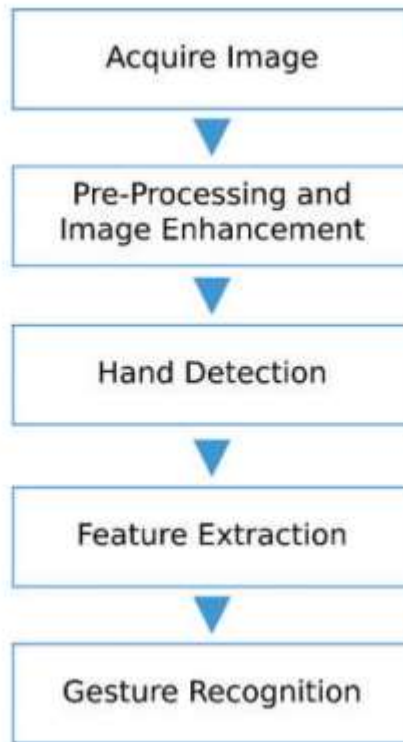 Acquire Image
Pre-Processing and
Image Enhancement
Hand Detection
Feature Extraction
Gesture Recognition